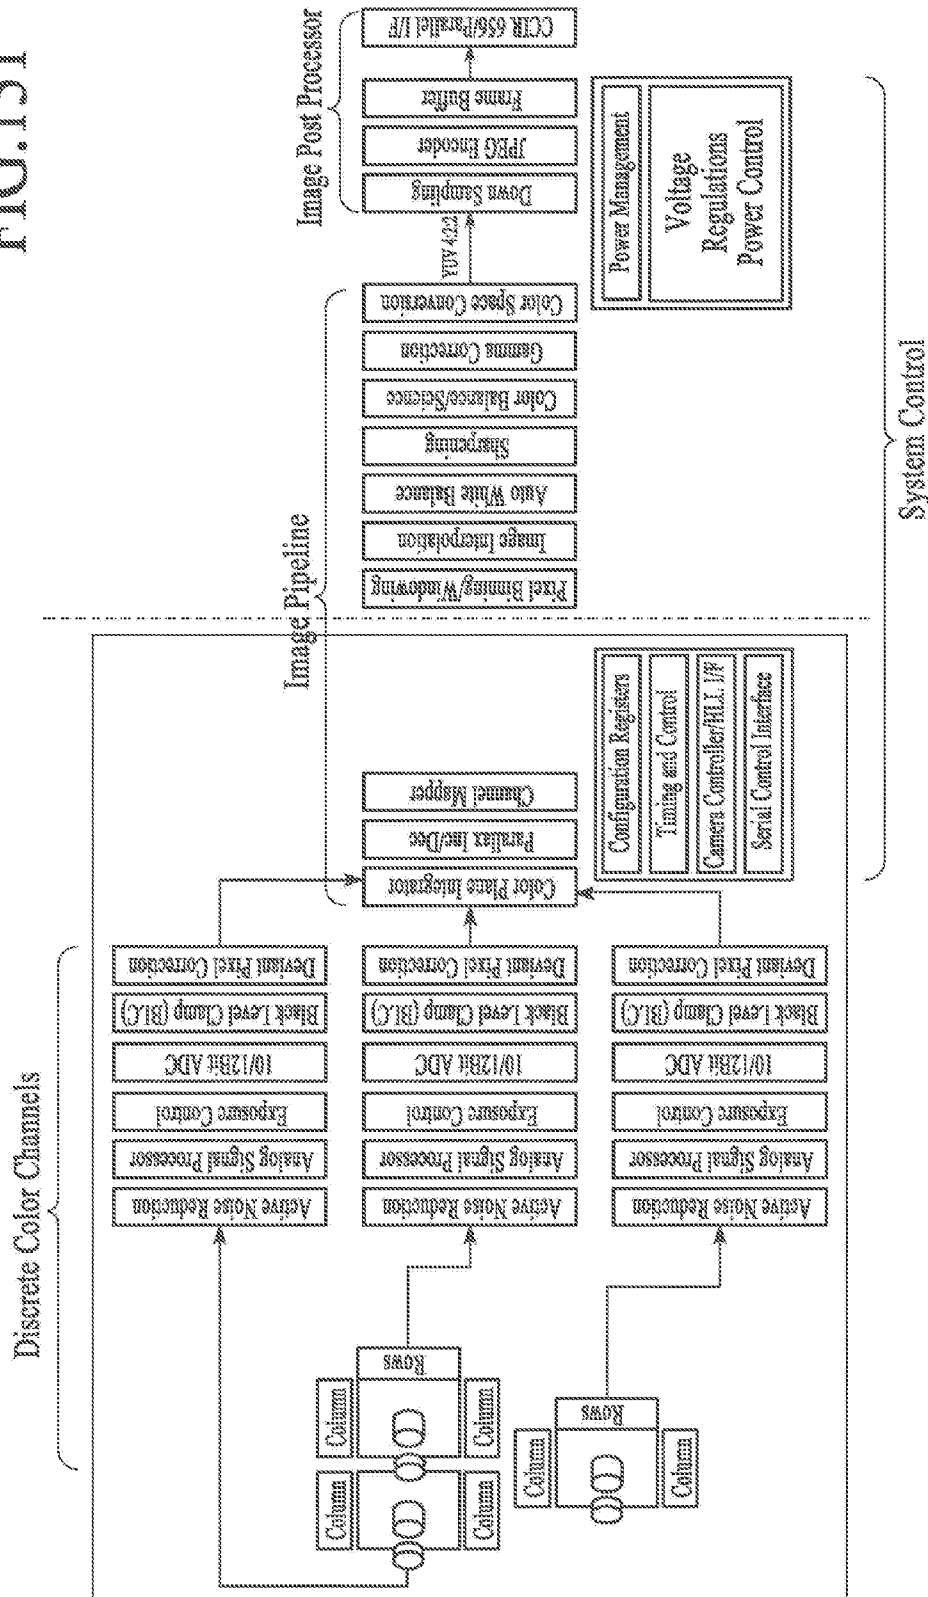 FIG.151
Discrete Color Channels
Image Pipeline
Image Post Processor
System Control
Column
Column
Column
Column
Rows
Column
Column
Rows
Active Noise Reduction
Analog Signal Processor
Exposure Control
10/12Bit ADC
Black Level Clamp (BLC)
Deviant Pixel Correction
Active Noise Reduction
Analog Signal Processor
Exposure Control
10/12Bit ADC
Black Level Clamp (BLC)
Deviant Pixel Correction
Active Noise Reduction
Analog Signal Processor
Exposure Control
10/12Bit ADC
Black Level Clamp (BLC)
Deviant Pixel Correction
Color Plane Integrator
Parallax Inc/Dec
Channel Mapper
Pixel Binning/Windowing
Image Interpolation
Auto White Balance
Sharpening
Color Balance/Science
Gamma Correction
Color Space Conversion
YUV 4:2:2
Down Sampling
JPEG Encoder
Frame Buffer
CCIR 656/Parallel I/F
Configuration Registers
Timing and Control
Camera Controller/HLL I/F
Serial Control Interface
Power Management
Voltage
Regulations
Power Control